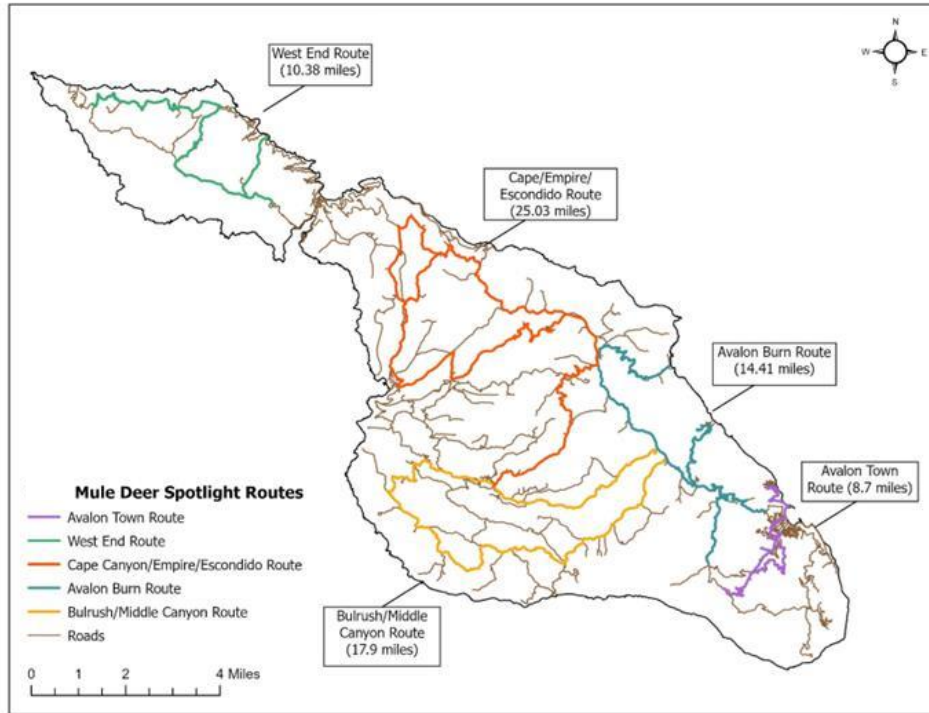 N
W E
S
West End Route
(10.38 miles)
Cape/Empire/
Escondido Route
(25.03 miles)
Avalon Burn Route
(14.41 miles)
Avalon Town
Route (8.7 miles)
Bulrush/Middle
Canyon Route
(17.9 miles)
Mule Deer Spotlight Routes
Avalon Town Route
West End Route
Cape Canyon/Empire/Escondido Route
Avalon Burn Route
Bulrush/Middle Canyon Route
Roads
0 1 2 4 Miles